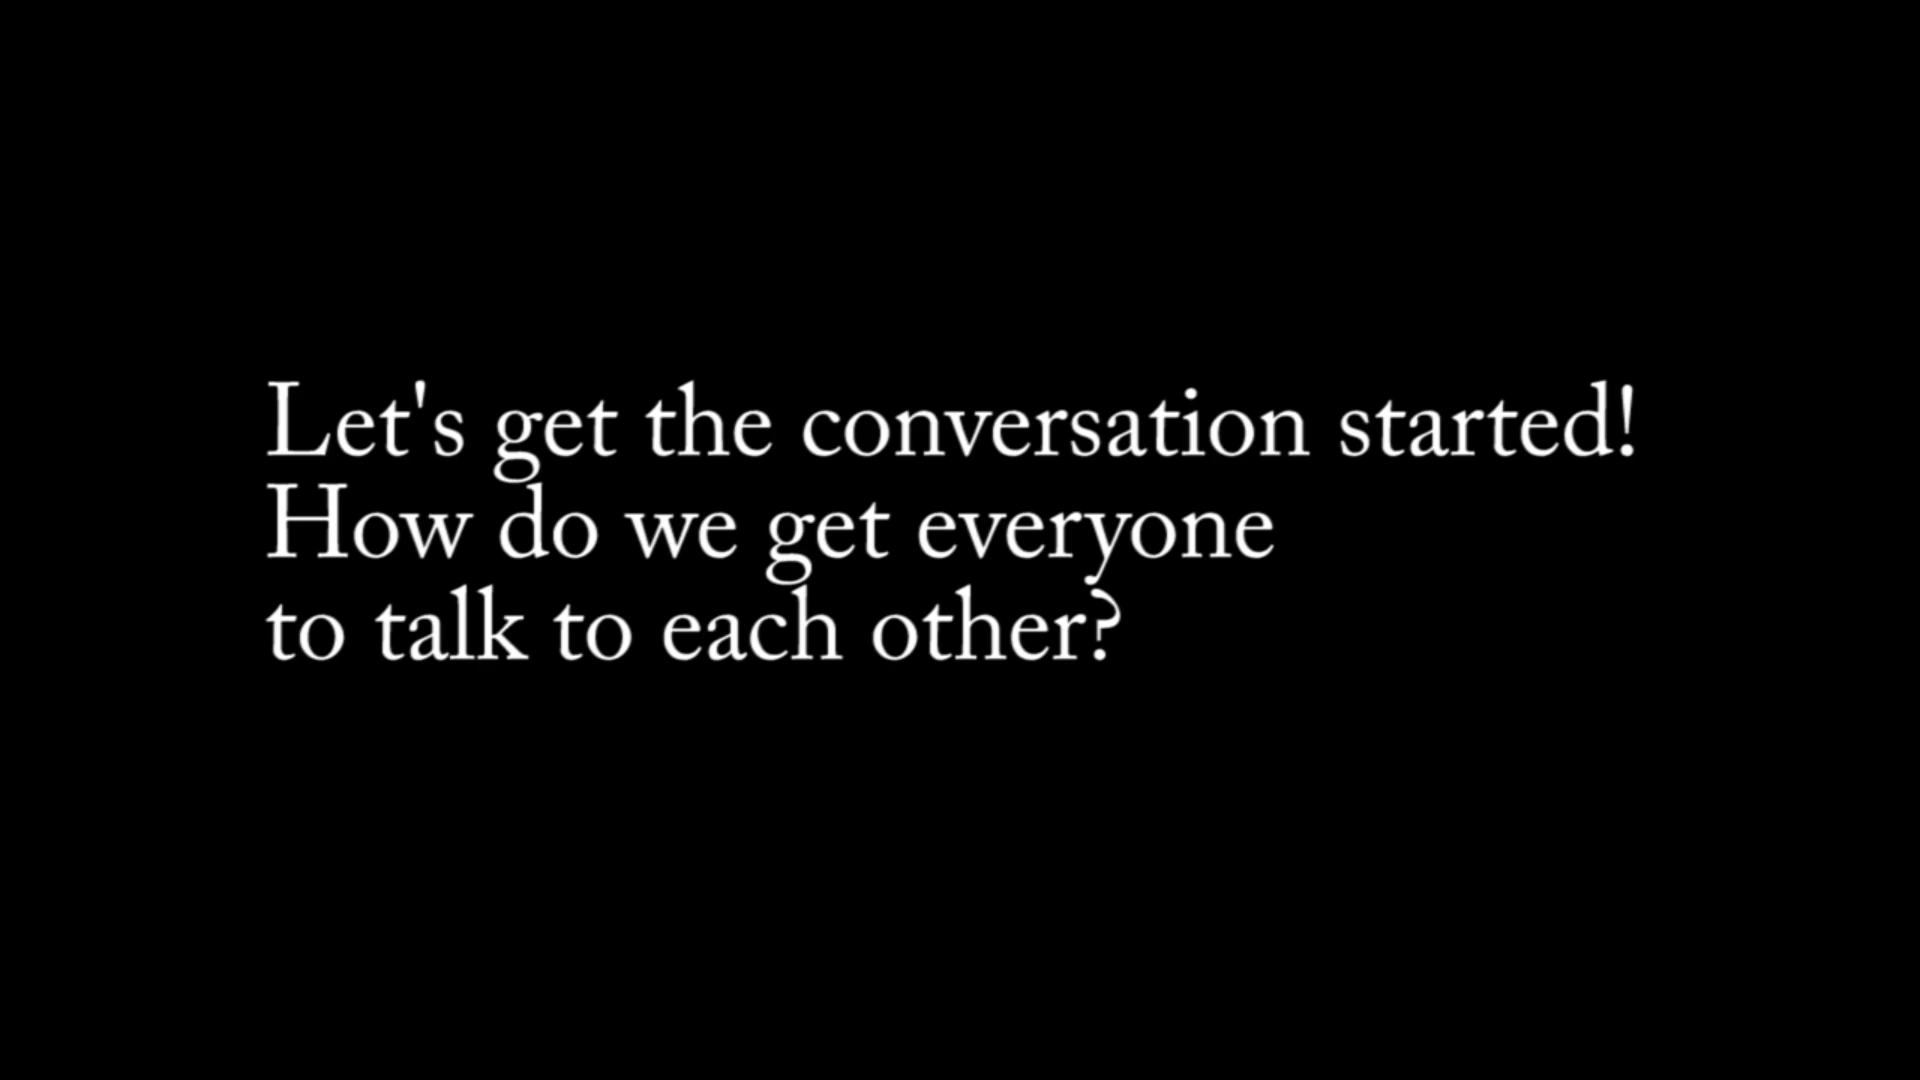 Let's get the conversation started!
How do we get everyone
to talk to each other?